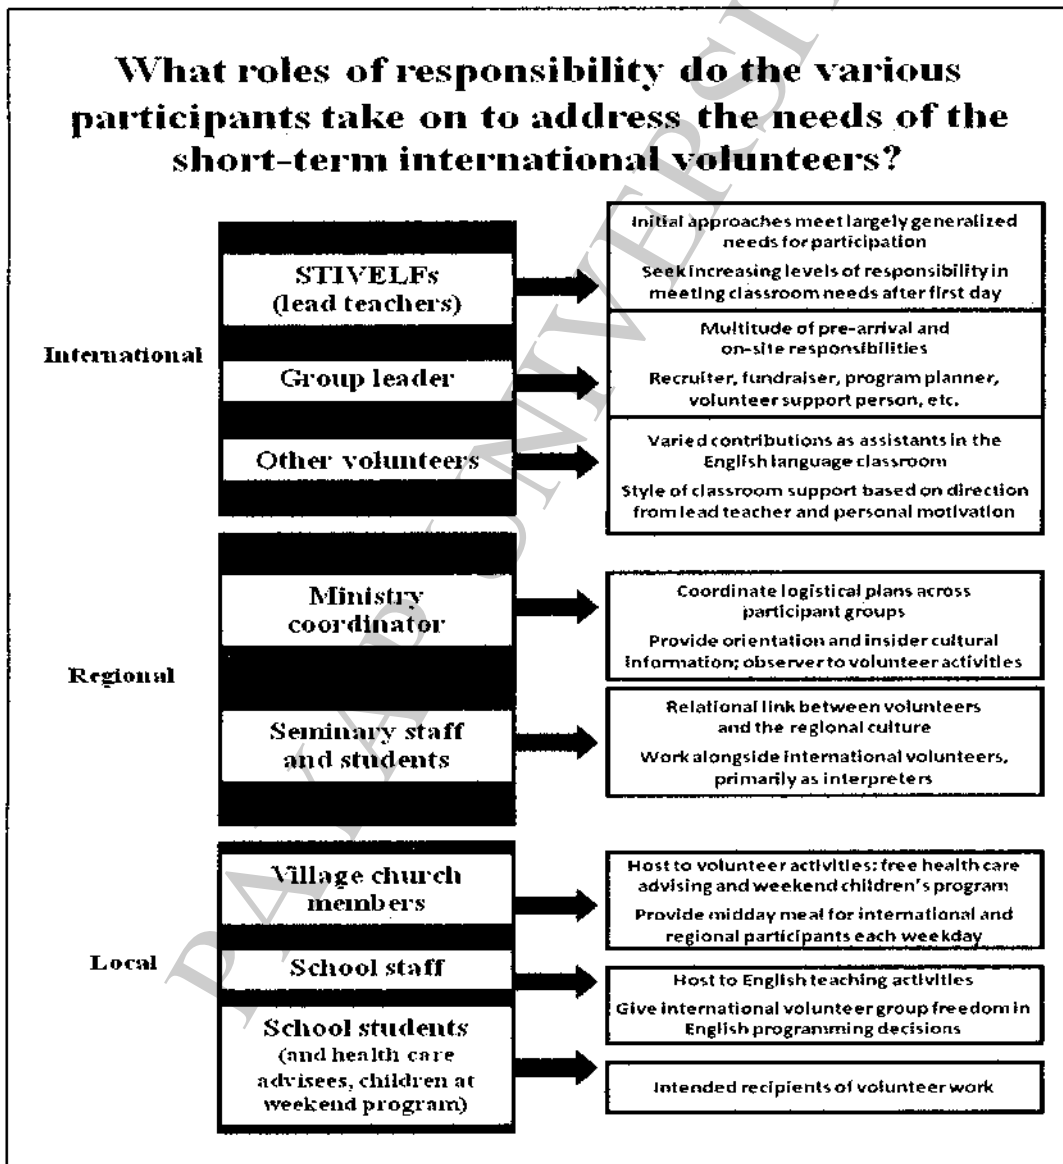 What roles of responsibility do the various
participants take on to address the needs of the
short-term international volunteers?
International
STIVELFs
(lead teachers)
Initial approaches meet largely generalized
needs for participation
Seek increasing levels of responsibility in
meeting classroom needs after first day
Group leader
Multitude of pre-arrival and
on-site responsibilities
Recruiter, fundraiser, program planner,
volunteer support person, etc.
Other volunteers
Varied contributions as assistants in the
English language classroom
Style of classroom support based on direction
from lead teacher and personal motivation
Regional
Ministry
coordinator
Coordinate logistical plans across
participant groups
Provide orientation and insider cultural
information; observer to volunteer activities
Seminary staff
and students
Relational link between volunteers
and the regional culture
Work alongside international volunteers,
primarily as interpreters
Local
Village church
members
Host to volunteer activities: free health care
advising and weekend children's program
Provide midday meal for international and
regional participants each weekday
School staff
Host to English teaching activities
Give international volunteer group freedom in
English programming decisions
School students
(and health care
advisees, children at
weekend program)
Intended recipients of volunteer work